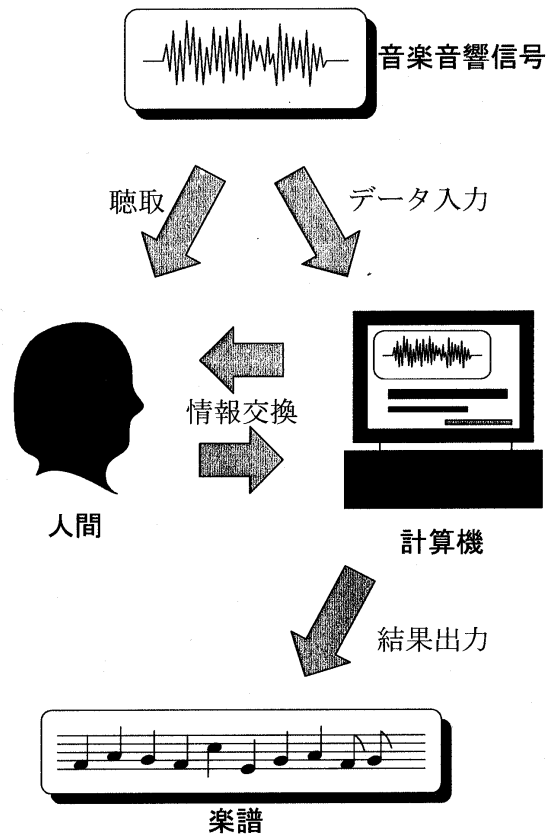 音楽音響信号
聴取
データ入力
情報交換
人間
計算機
結果出力
楽譜